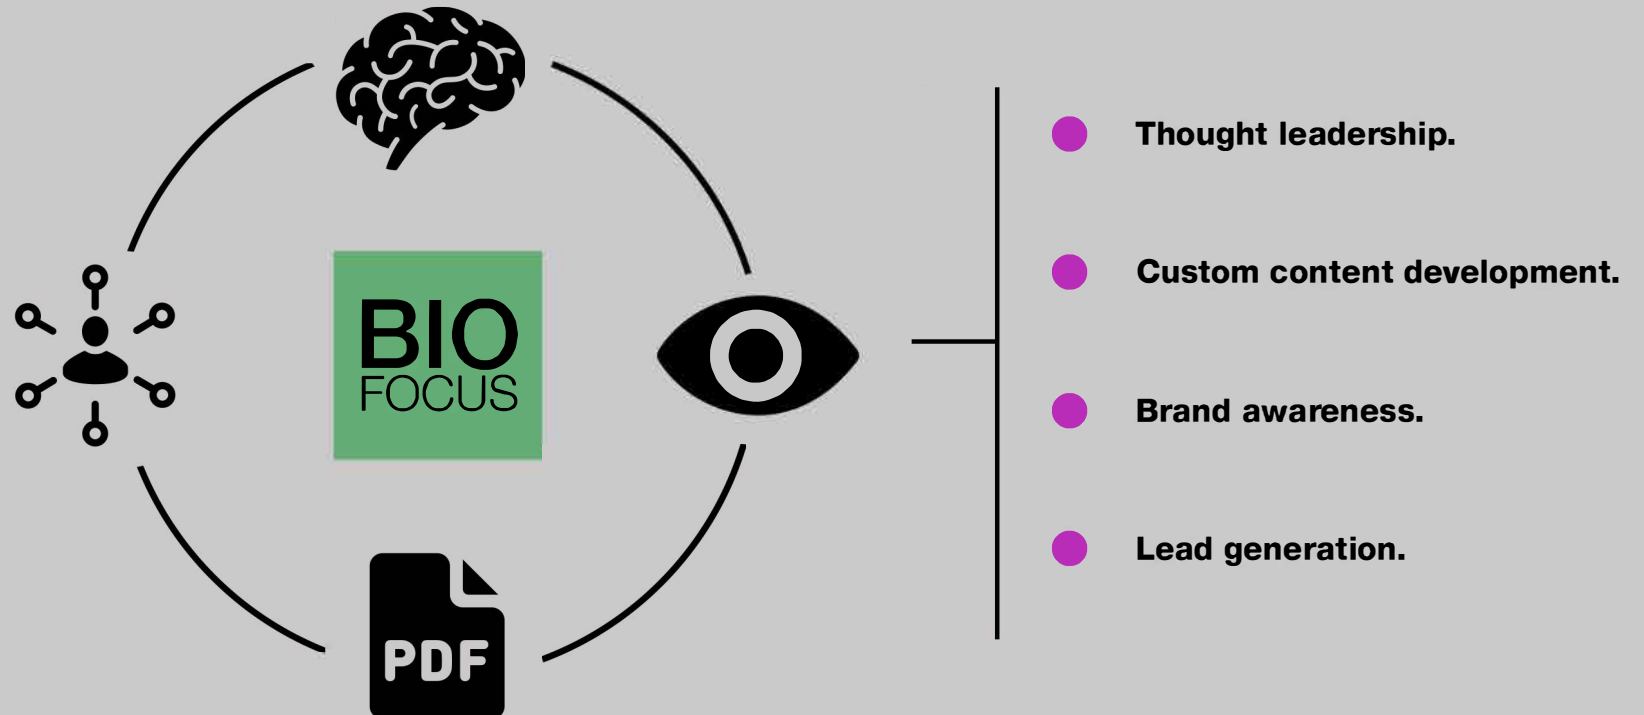 BIO
FOCUS
PDF
Thought leadership.
Custom content development.
Brand awareness.
Lead generation.